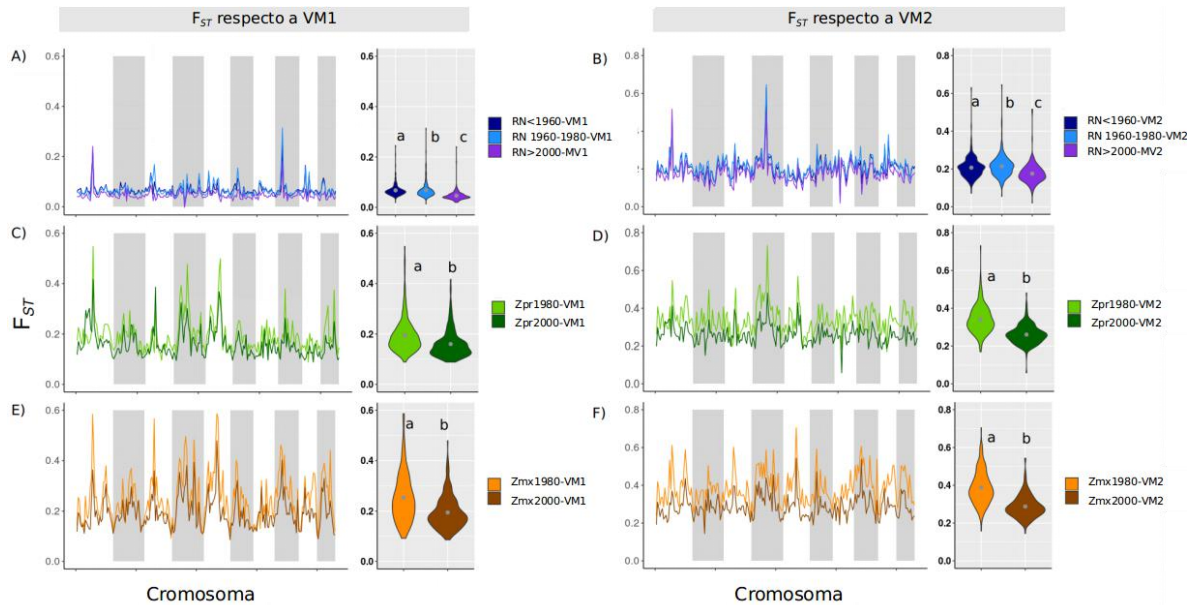 F_ST respecto a VM1
F_ST respecto a VM2
A)
0.6
0.4
0.2
0.0
0.6
0.4
0.2
0.0
a
b
c
RN<1960-VM1
RN 1960-1980-VM1
RN>2000-MV1
B)
0.8
0.6
0.2
0.0
0.8
0.6
0.4
0.2
0.0
a
b
c
RN<1960-VM2
RN 1960-1980-VM2
RN>2000-MV2
C)
0.6
0.4
0.2
0.0
0.6
0.4
0.2
0.0
a
b
Zpr1980-VM1
Zpr2000-VM1
D)
0.8
0.6
0.4
0.2
0.0
0.8
0.6
0.4
0.2
0.0
a
b
Zpr1980-VM2
Zpr2000-VM2
F_ST
E)
0.6
0.4
0.2
0.0
0.6
0.4
0.2
0.0
a
b
Zmx1980-VM1
Zmx2000-VM1
F)
0.8
0.6
0.4
0.2
0.0
0.8
0.6
0.4
0.2
0.0
a
b
Zmx1980-VM2
Zmx2000-VM2
Cromosoma
Cromosoma